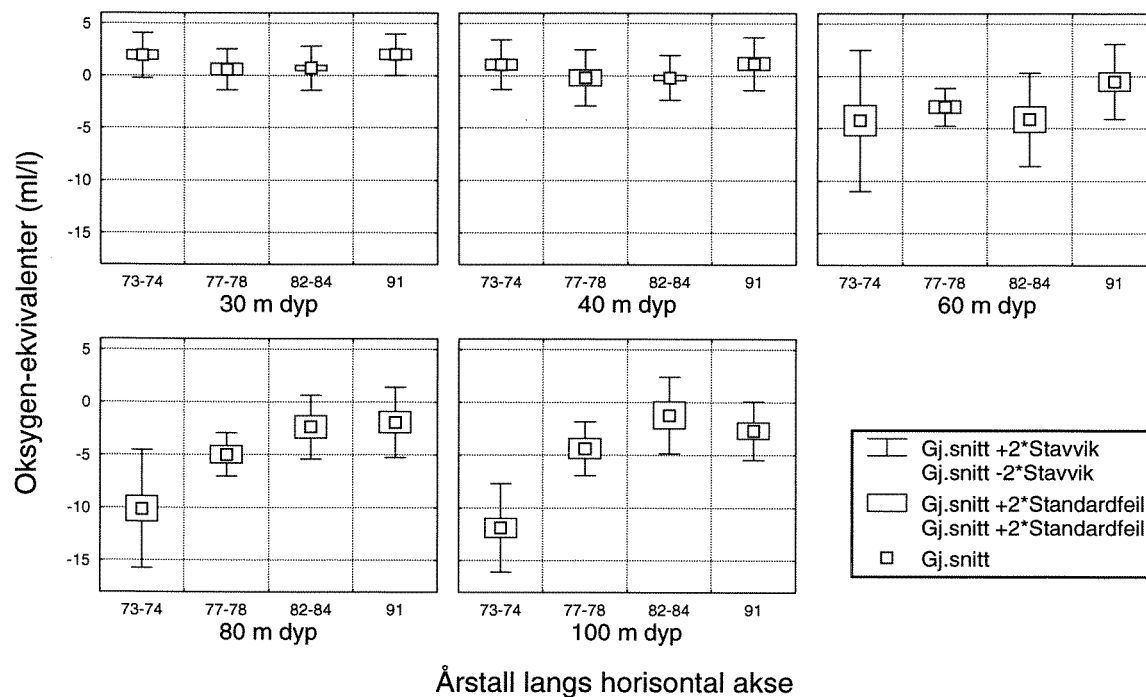 Oksygen-ekvivalenter (ml/l)
5
0
-5
-10
-15
73-74 77-78 82-84 91
30 m dyp
73-74 77-78 82-84 91
40 m dyp
73-74 77-78 82-84 91
60 m dyp
5
0
-5
-10
-15
73-74 77-78 82-84 91
80 m dyp
73-74 77-78 82-84 91
100 m dyp
Gj.snitt +2*Stavvik
Gj.snitt -2*Stavvik
Gj.snitt +2*Standardfeil
Gj.snitt +2*Standardfeil
Gj.snitt
Årstall langs horisontal akse